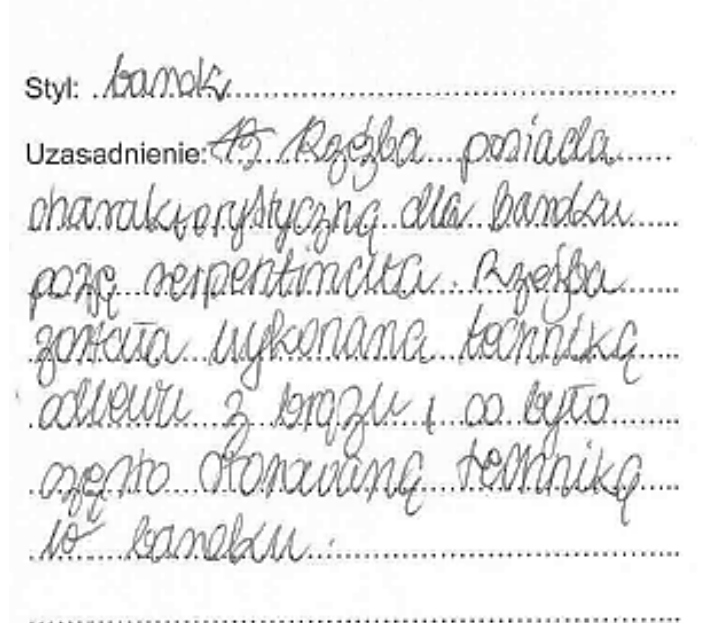 Styl: barok
Uzasadnienie: Rzeźba posiada
charakterystyczną dla baroku
pozę serpentinata. Rzeźba
została wykonana techniką
odlewu z brązu, co było
często stosowaną techniką
w baroku.